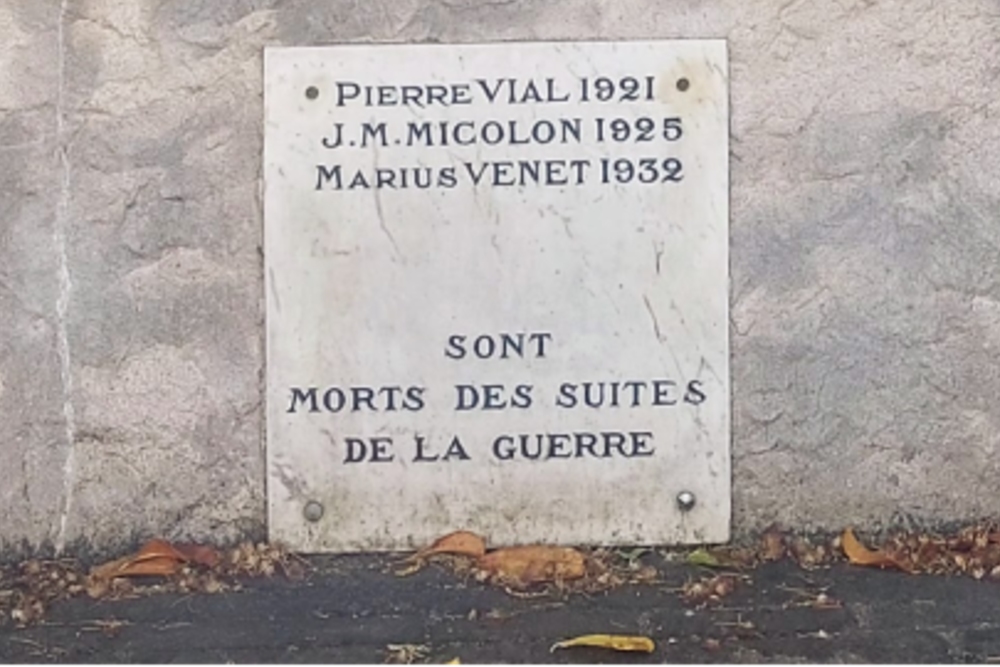 PIERRE VIAL 1921
J.M. MICOLON 1925
MARIUS VENET 1932
SONT
MORTS DES SUITES
DE LA GUERRE